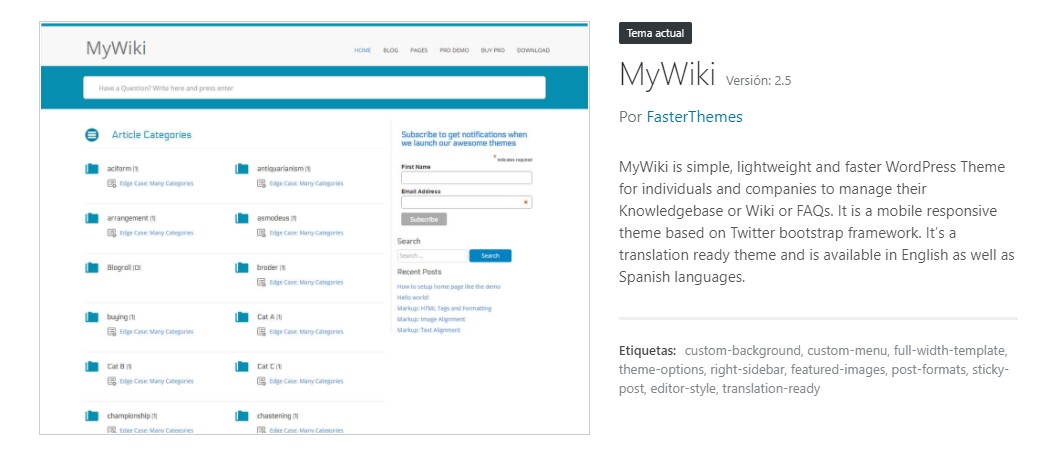 MyWiki
HOME BLOG PAGES PRO DEMO BUY PRO DOWNLOAD
Have a Question? Write here and press enter
Article Categories
aciform (1)
Edge Case: Many Categories
antiquarianism (1)
Edge Case: Many Categories
arrangement (1)
Edge Case: Many Categories
asmodeus (1)
Edge Case: Many Categories
Blogroll (0)
broder (1)
Edge Case: Many Categories
buying (1)
Edge Case: Many Categories
Cat A (1)
Edge Case: Many Categories
Cat B (1)
Edge Case: Many Categories
Cat C (1)
Edge Case: Many Categories
championship (1)
Edge Case: Many Categories
chastening (1)
Edge Case: Many Categories
Subscribe to get notifications when
we launch our awesome themes
* indicates required
First Name
Email Address
*
Subscribe
Search
Search ... Search
Recent Posts
How to setup home page like the demo
Hello world!
Markup: HTML Tags and Formatting
Markup: Image Alignment
Markup: Text Alignment
Tema actual
MyWiki Versión: 2.5
Por FasterThemes
MyWiki is simple, lightweight and faster WordPress Theme
for individuals and companies to manage their
Knowledgebase or Wiki or FAQs. It is a mobile responsive
theme based on Twitter bootstrap framework. It's a
translation ready theme and is available in English as well as
Spanish languages.
Etiquetas: custom-background, custom-menu, full-width-template,
theme-options, right-sidebar, featured-images, post-formats, sticky-
post, editor-style, translation-ready